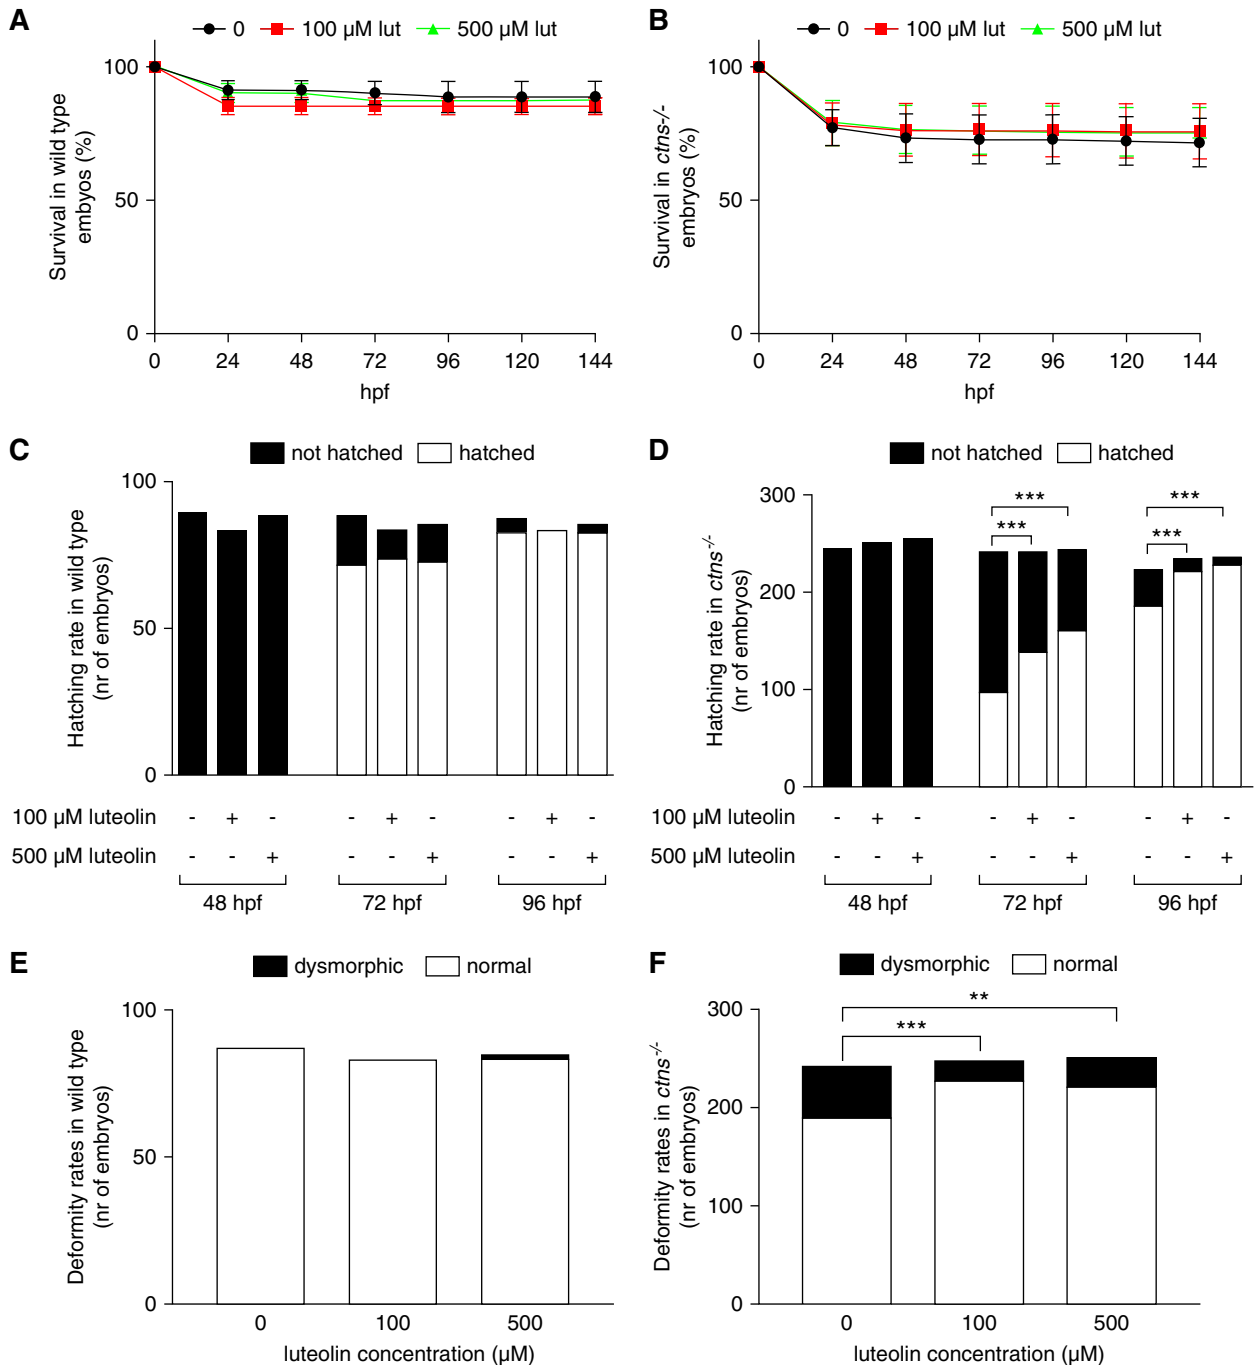 A
0 100 µM lut 500 µM lut
Survival in wild type
embyos (%)
100
50
0
0 24 48 72 96 120 144
hpf
B
0 100 µM lut 500 µM lut
Survival in ctns-/-
embryos (%)
100
50
0
0 24 48 72 96 120 144
hpf
C
not hatched hatched
Hatching rate in wild type
(nr of embryos)
100
50
0
100 µM luteolin - + - - + - - + -
500 µM luteolin - - + - - + - - +
48 hpf 72 hpf 96 hpf
D
not hatched hatched
Hatching rate in ctns-/-
(nr of embryos)
300
200
100
0
*** ***
*** ***
100 µM luteolin - + - - + - - + -
500 µM luteolin - - + - - + - - +
48 hpf 72 hpf 96 hpf
E
dysmorphic normal
Deformity rates in wild type
(nr of embryos)
100
50
0
0 100 500
luteolin concentration (µM)
F
dysmorphic normal
Deformity rates in ctns-/-
(nr of embryos)
300
200
100
0
**
***
0 100 500
luteolin concentration (µM)